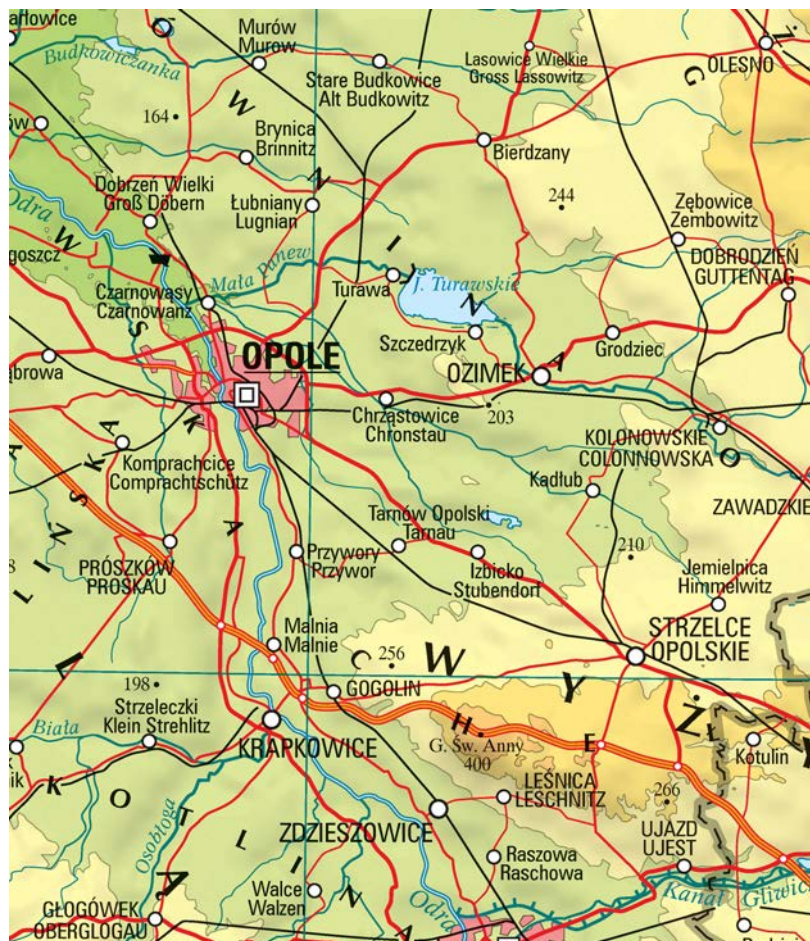 Murów
Murow
Budkowiczanka
Lasowice Wielkie
Gross Lassowitz
OLESNO
Stare Budkowice
Alt Budkowitz
164
Brynica
Brinnitz
Bierdzany
Dobrzeń Wielki
Groß Döbern
Łubniany
Lugnian
244
Zębowice
Zembowitz
Odra
DOBRODZIEŃ
GUTTENTAG
Mała Panew
Turawa
J. Turawskie
Czarnowąsy
Czarnowanz
Szczedrzyk
Grodziec
OPOLE
OZIMEK
Chrząstowice
Chronstau
203
KOLONOWSKIE
COLONNOWSKA
Komprachcice
Comprachtschütz
Kadłub
ZAWADZKIE
Tarnów Opolski
Tarnau
PRÓSZKÓW
PROSKAU
Przywory
Przywor
Izbicko
Stubendorf
210
Jemielnica
Himmelwitz
Malnia
Malnie
256
STRZELCE
OPOLSKIE
198
GOGOLIN
Strzeleczki
Klein Strehlitz
Biała
KRAPKOWICE
G. Św. Anny
400
Kotulin
LEŚNICA
LESCHNITZ
266
Osobłoga
ZDZIESZOWICE
UJAZD
UJEST
Raszowa
Raschowa
Walce
Walzen
Odra
Kanał Gliwic
GŁOGÓWEK
OBERGLOGAU